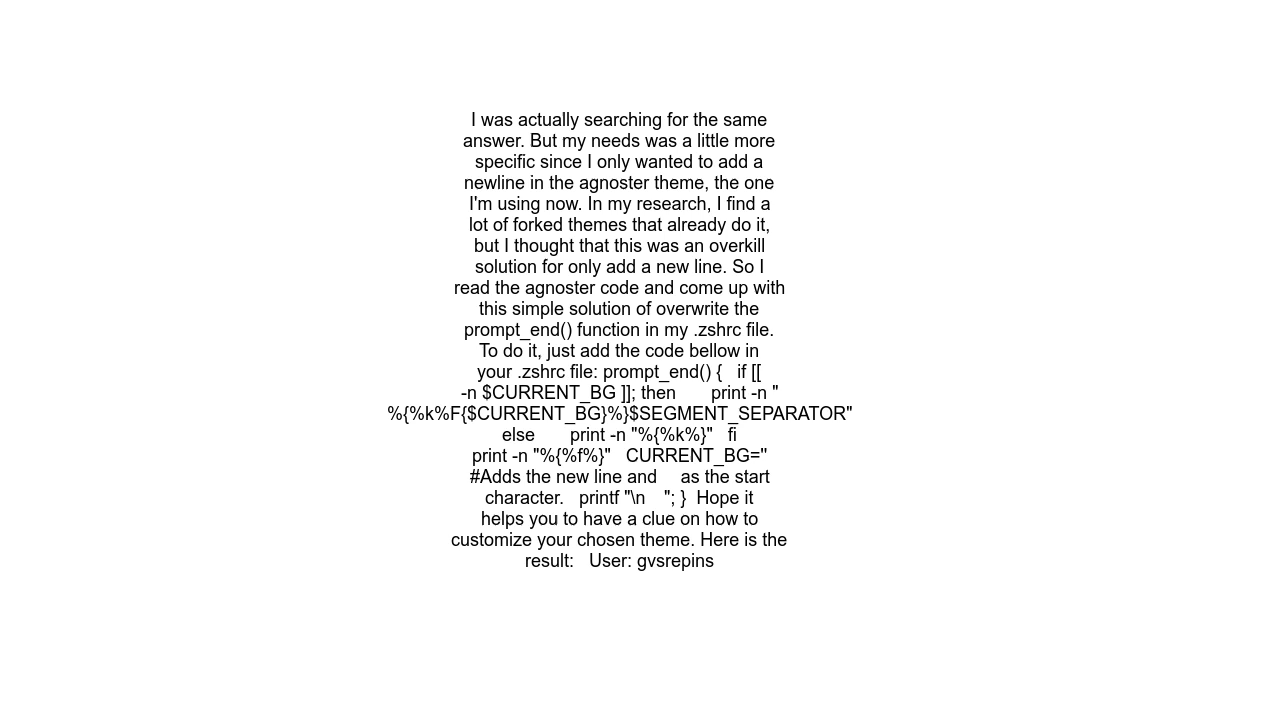 I was actually searching for the same
answer. But my needs was a little more
specific since I only wanted to add a
newline in the agnoster theme, the one
I'm using now. In my research, I find a
lot of forked themes that already do it,
but I thought that this was an overkill
solution for only add a new line. So I
read the agnoster code and come up with
this simple solution of overwrite the
prompt_end() function in my .zshrc file.
To do it, just add the code bellow in
your .zshrc file: prompt_end() {   if [[
-n $CURRENT_BG ]]; then       print -n "
%{%k%F{$CURRENT_BG}%}$SEGMENT_SEPARATOR"
else       print -n "%{%k%}"   fi
print -n "%{%f%}"   CURRENT_BG=''
#Adds the new line and     as the start
character.   printf "\n    "; }  Hope it
helps you to have a clue on how to
customize your chosen theme. Here is the
result:   User: gvsrepins